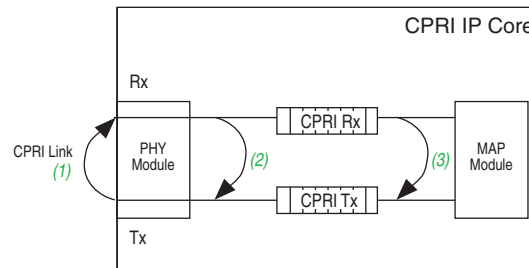 CPRI IP Core
Rx
CPRI Rx
CPRI Link
(1)
PHY
Module
(2)
(3)
MAP
Module
CPRI Tx
Tx